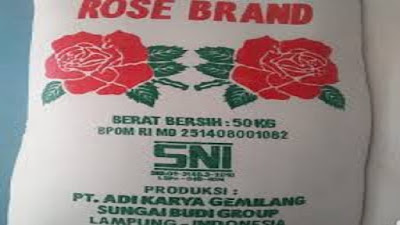 ROSE BRAND
BERAT BERSIH : 50 KG
BPOM RI MD 251408001082
SNI
PRODUKSI :
PT. ADI KARYA GEMILANG
SUNGAI BUDI GROUP
LAMPUNG - INDONESIA